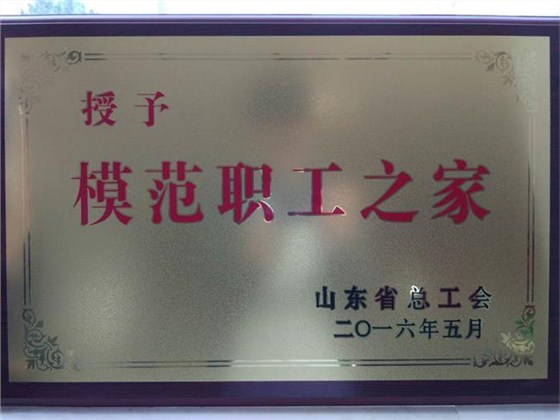 授予
模范职工之家
山东省总工会
二〇一六年五月